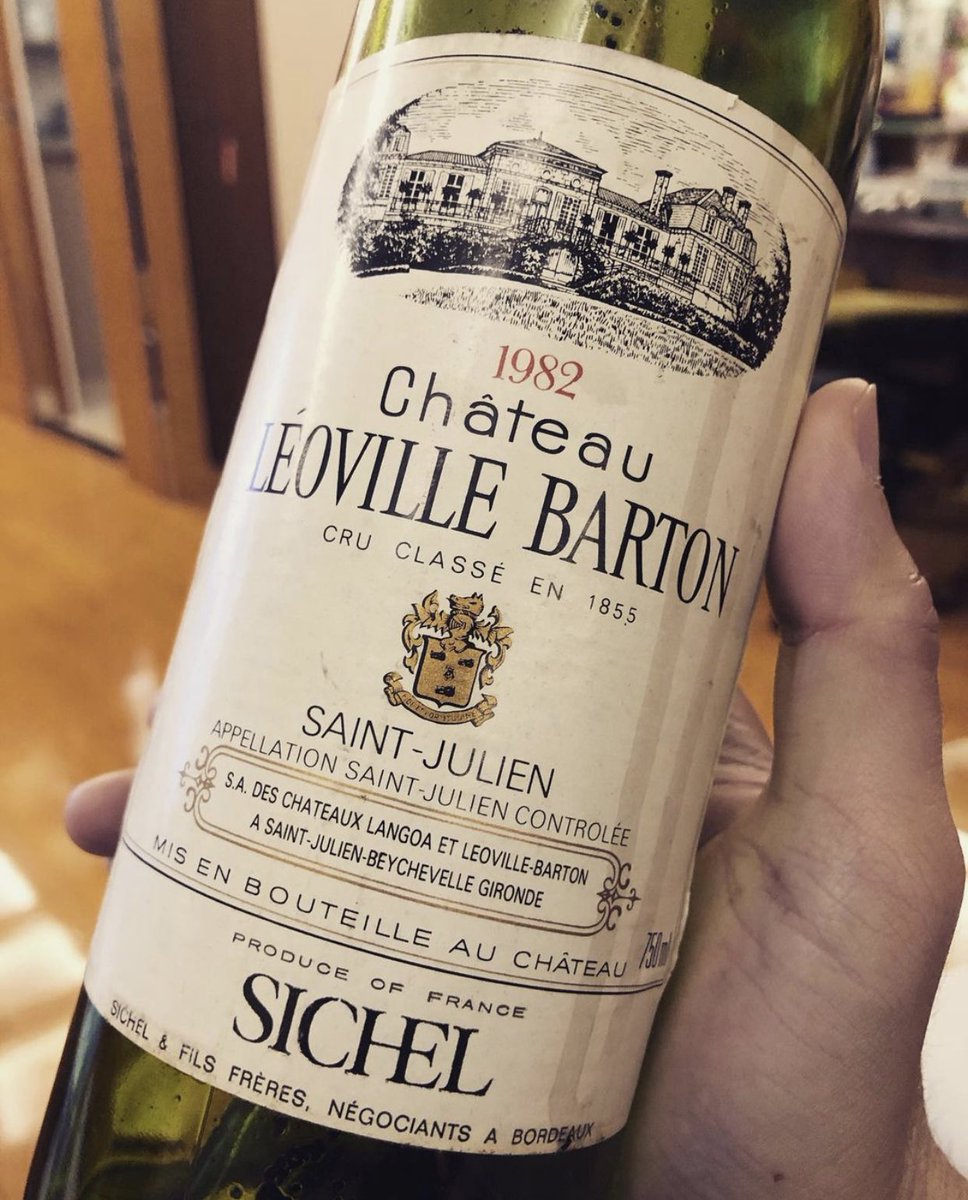 1982
Château
LÉOVILLE BARTON
CRU CLASSÉ EN 1855
SAINT-JULIEN
APPELLATION SAINT-JULIEN CONTROLÉE
S.A. DES CHATEAUX LANGOA ET LEOVILLE-BARTON
A SAINT-JULIEN-BEYCHEVELLE GIRONDE
MIS EN BOUTEILLE AU CHÂTEAU 750 ml
PRODUCE OF FRANCE
SICHEL
SICHEL & FILS FRÈRES, NÉGOCIANTS A BORDEAUX